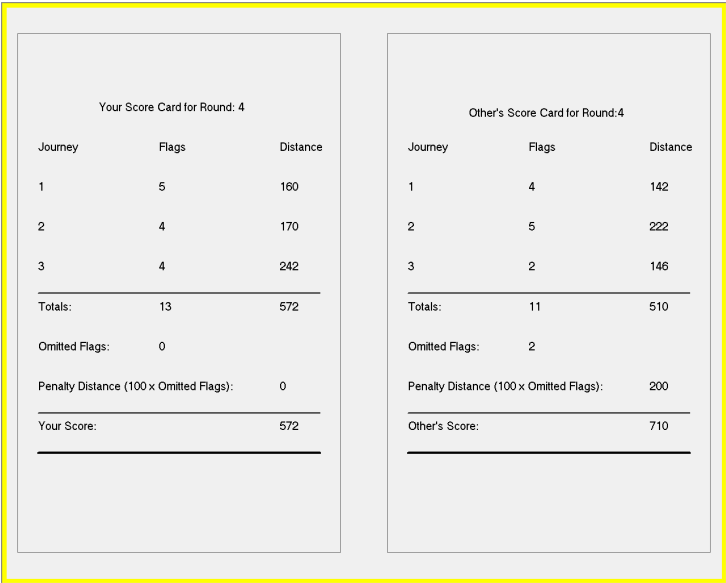 Your Score Card for Round: 4
Journey Flags Distance
1 5 160
2 4 170
3 4 242
Totals: 13 572
Omitted Flags: 0
Penalty Distance (100 x Omitted Flags): 0
Your Score: 572
Other's Score Card for Round:4
Journey Flags Distance
1 4 142
2 5 222
3 2 146
Totals: 11 510
Omitted Flags: 2
Penalty Distance (100 x Omitted Flags): 200
Other's Score: 710